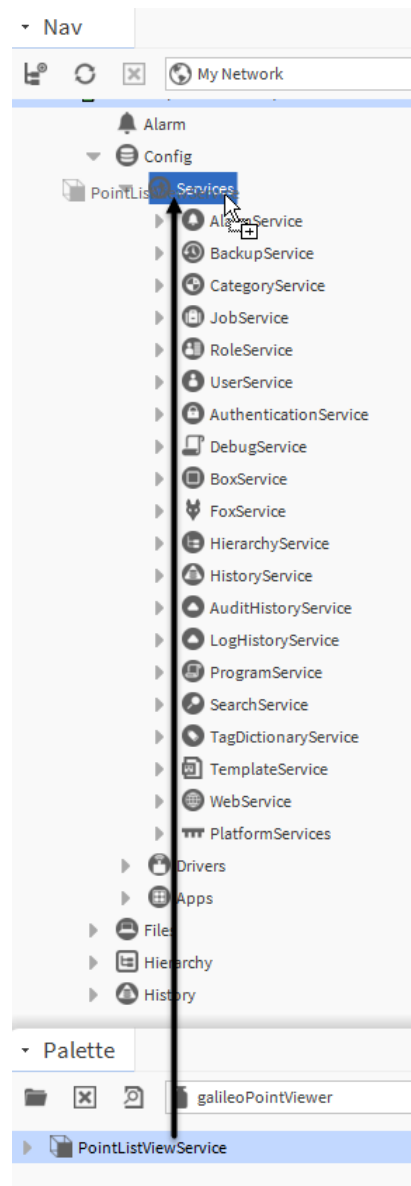 Nav
My Network
Alarm
Config
Services
AlarmService
BackupService
CategoryService
JobService
RoleService
UserService
AuthenticationService
DebugService
BoxService
FoxService
HierarchyService
HistoryService
AuditHistoryService
LogHistoryService
ProgramService
SearchService
TagDictionaryService
TemplateService
WebService
PlatformServices
Drivers
Apps
Files
Hierarchy
History
Palette
galileoPointViewer
PointListViewService